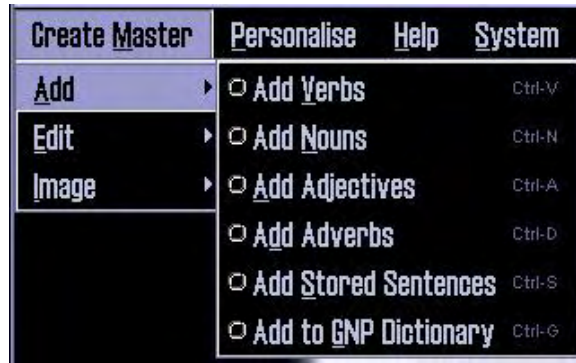 Create Master Personalise Help System
Add Add Verbs Ctrl-V
Edit Add Nouns Ctrl-N
Image Add Adjectives Ctrl-A
Add Adverbs Ctrl-D
Add Stored Sentences Ctrl-S
Add to GNP Dictionary Ctrl-G